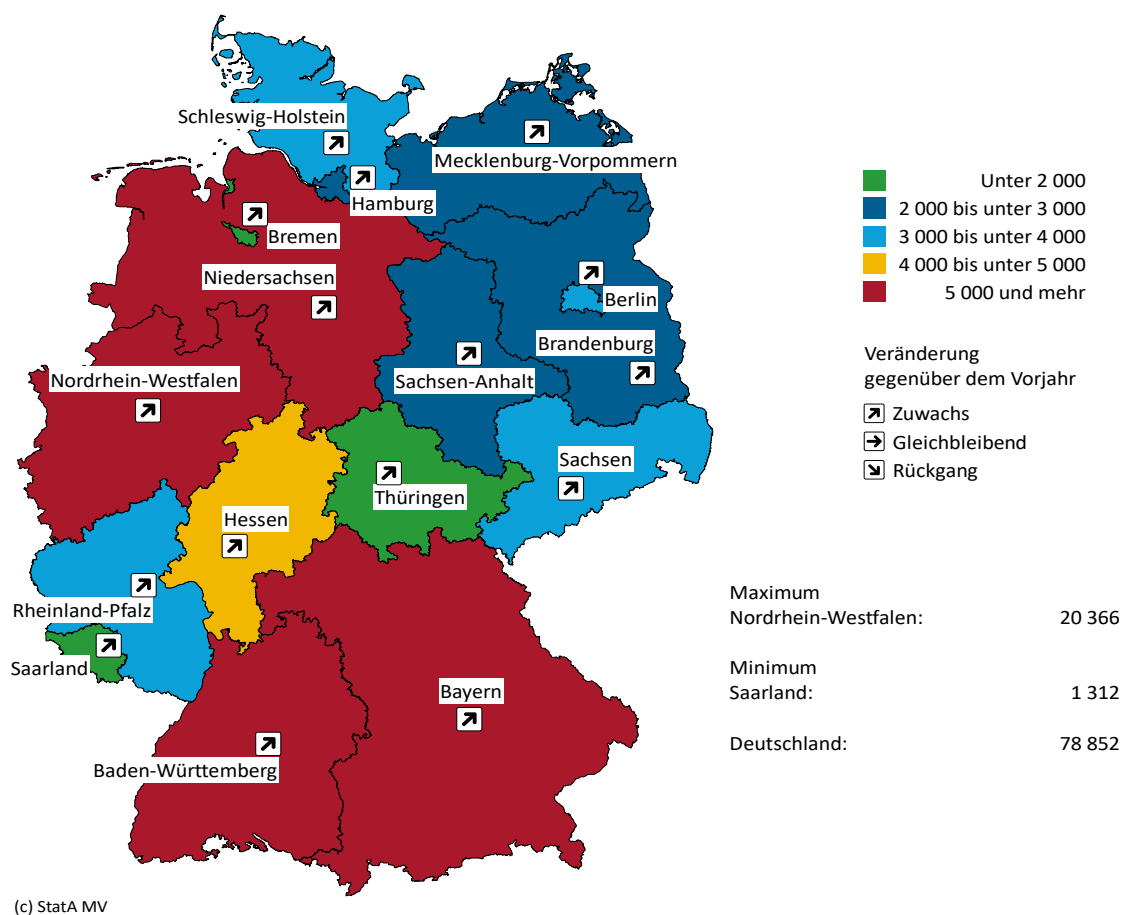 Schleswig-Holstein
Mecklenburg-Vorpommern
Hamburg
Bremen
Niedersachsen
Berlin
Brandenburg
Nordrhein-Westfalen
Sachsen-Anhalt
Sachsen
Thüringen
Hessen
Rheinland-Pfalz
Saarland
Bayern
Baden-Württemberg
Unter 2 000
2 000 bis unter 3 000
3 000 bis unter 4 000
4 000 bis unter 5 000
5 000 und mehr
Veränderung
gegenüber dem Vorjahr
Zuwachs
Gleichbleibend
Rückgang
Maximum
Nordrhein-Westfalen: 20 366
Minimum
Saarland: 1 312
Deutschland: 78 852
(c) StatA MV